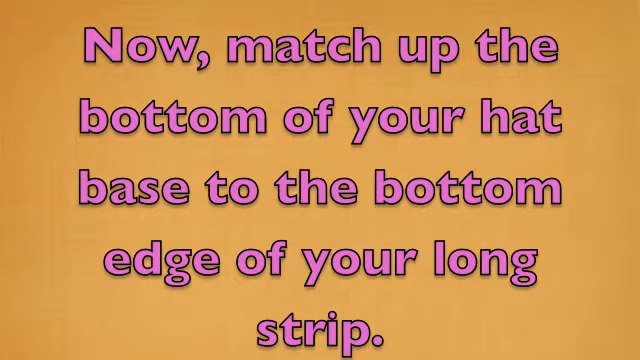 Now, match up the
bottom of your hat
base to the bottom
edge of your long
strip.